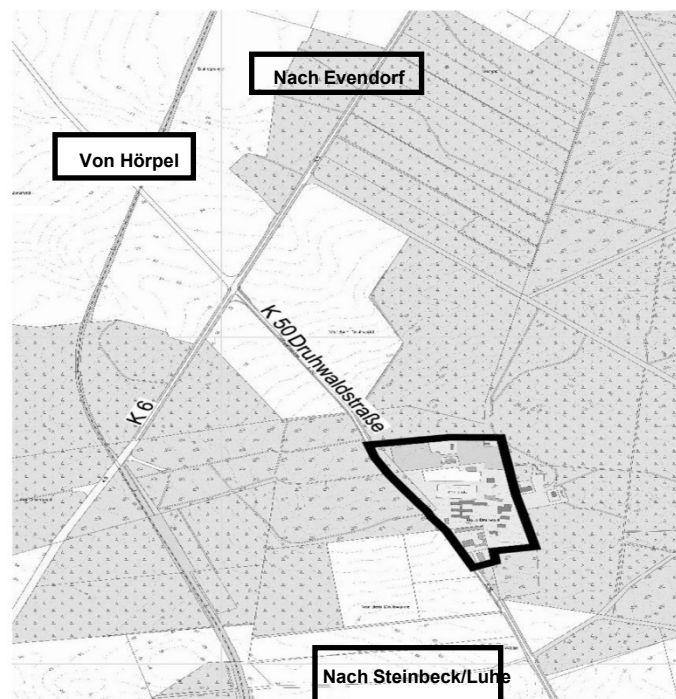 Nach Evendorf
Von Hörpel
K 50 Druhwaldstraße
K 6
Nach Steinbeck/Luhe